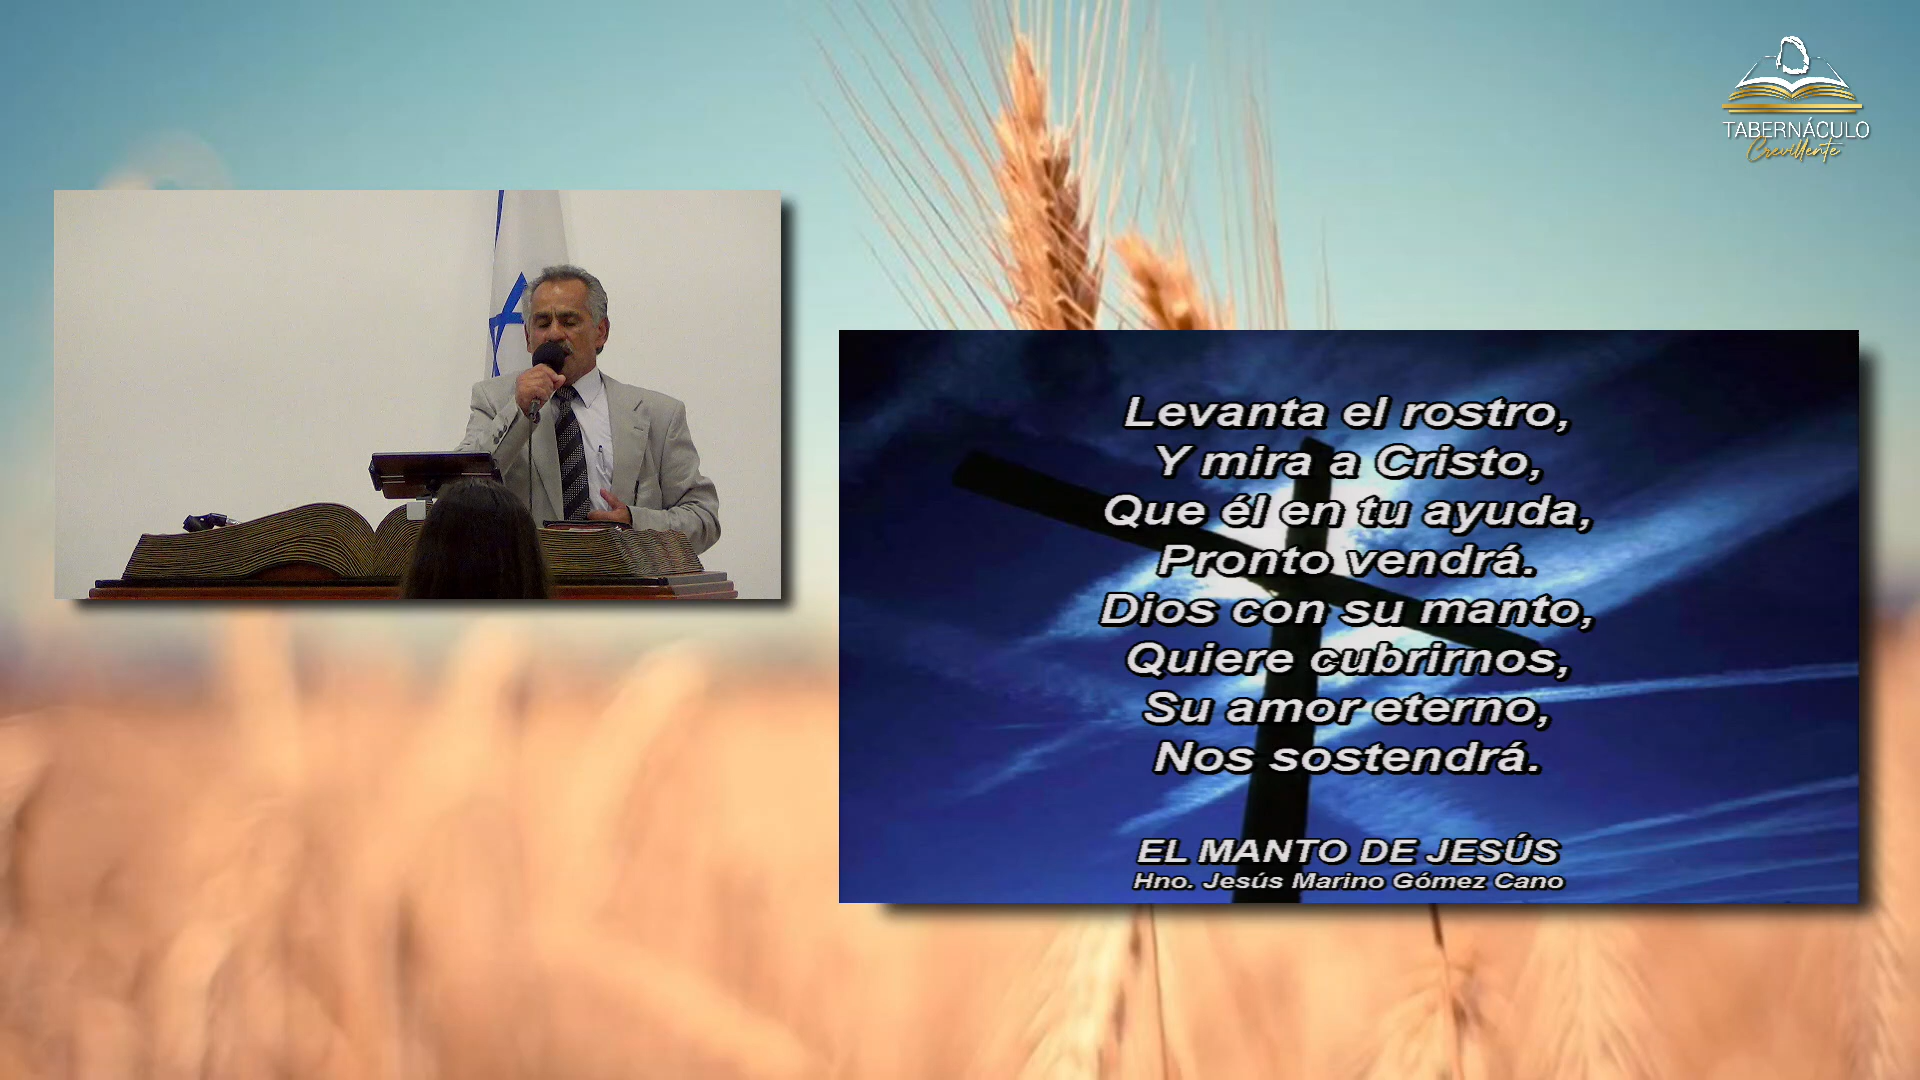 TABERNÁCULO
Crevillente
Levanta el rostro,
Y mira a Cristo,
Que él en tu ayuda,
Pronto vendrá.
Dios con su manto,
Quiere cubrirnos,
Su amor eterno,
Nos sostendrá.
EL MANTO DE JESÚS
Hno. Jesús Marino Gómez Cano